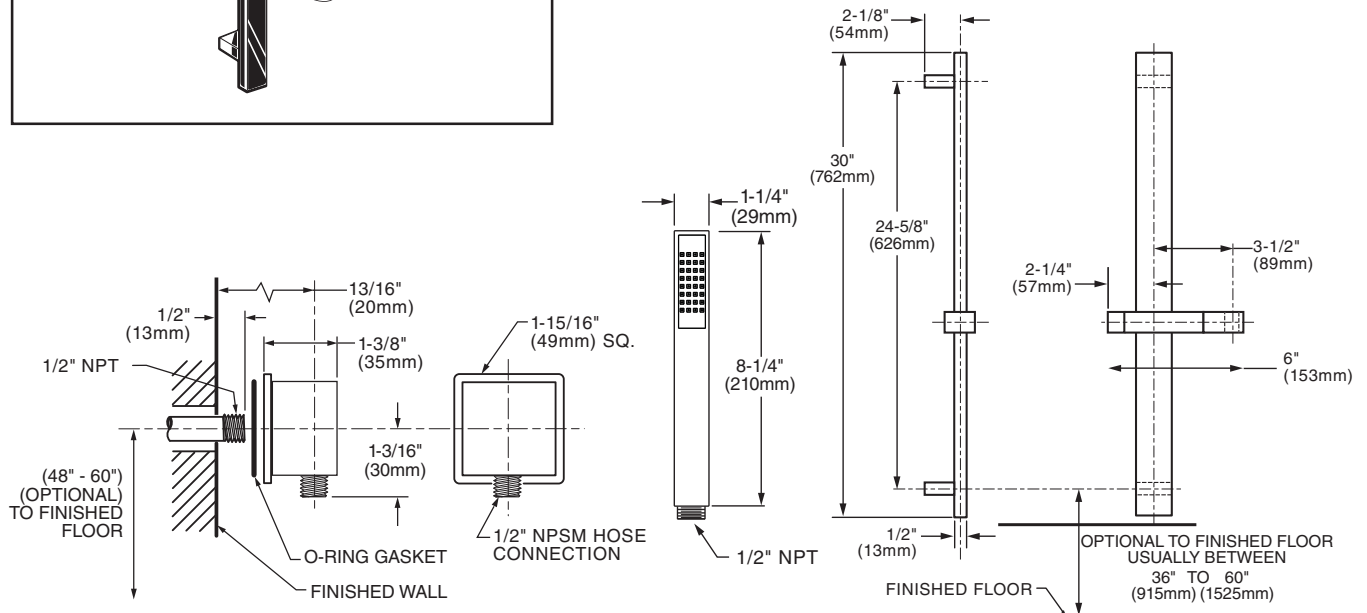 2-1/8"
(54mm)
30"
(762mm)
24-5/8"
(626mm)
1-1/4"
(29mm)
8-1/4"
(210mm)
1/2" NPT
3-1/2"
(89mm)
2-1/4"
(57mm)
6"
(153mm)
1/2"
(13mm)
OPTIONAL TO FINISHED FLOOR
USUALLY BETWEEN
36" TO 60"
(915mm) (1525mm)
FINISHED FLOOR
13/16"
(20mm)
1/2"
(13mm)
1-3/8"
(35mm)
1/2" NPT
1-15/16"
(49mm) SQ.
1-3/16"
(30mm)
(48" - 60")
(OPTIONAL)
TO FINISHED
FLOOR
O-RING GASKET
FINISHED WALL
1/2" NPSM HOSE
CONNECTION